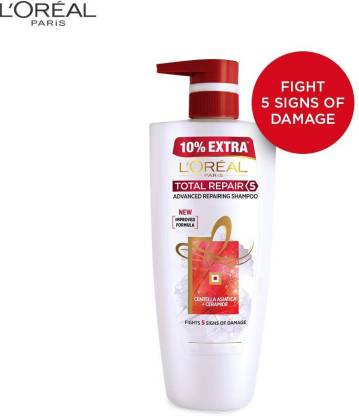 L'ORÉAL
PARiS
FIGHT
5 SIGNS OF
DAMAGE
10% EXTRA*
L'ORÉAL
PARIS
TOTAL REPAIR 5
ADVANCED REPAIRING SHAMPOO
NEW
IMPROVED
FORMULA
CENTELLA ASIATICA
+ CERAMIDE
FIGHTS 5 SIGNS OF DAMAGE